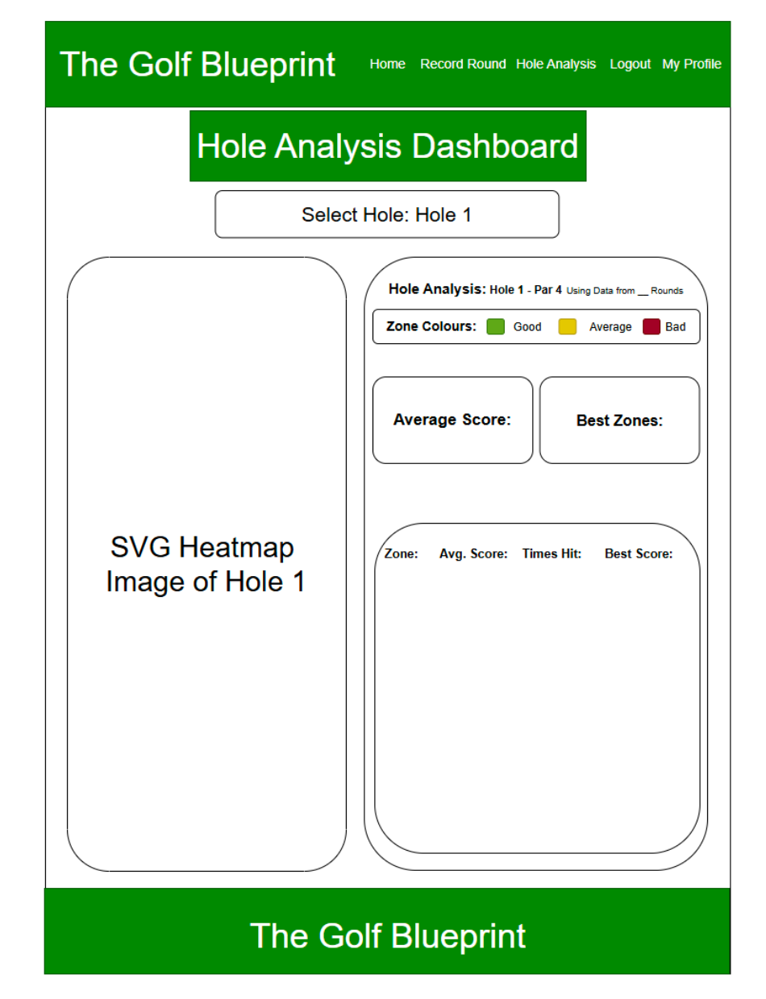 The Golf Blueprint
Home Record Round Hole Analysis Logout My Profile
Hole Analysis Dashboard
Select Hole: Hole 1
SVG Heatmap
Image of Hole 1
Hole Analysis: Hole 1 - Par 4 Using Data from __ Rounds
Zone Colours: Good Average Bad
Average Score:
Best Zones:
Zone: Avg. Score: Times Hit: Best Score:
The Golf Blueprint